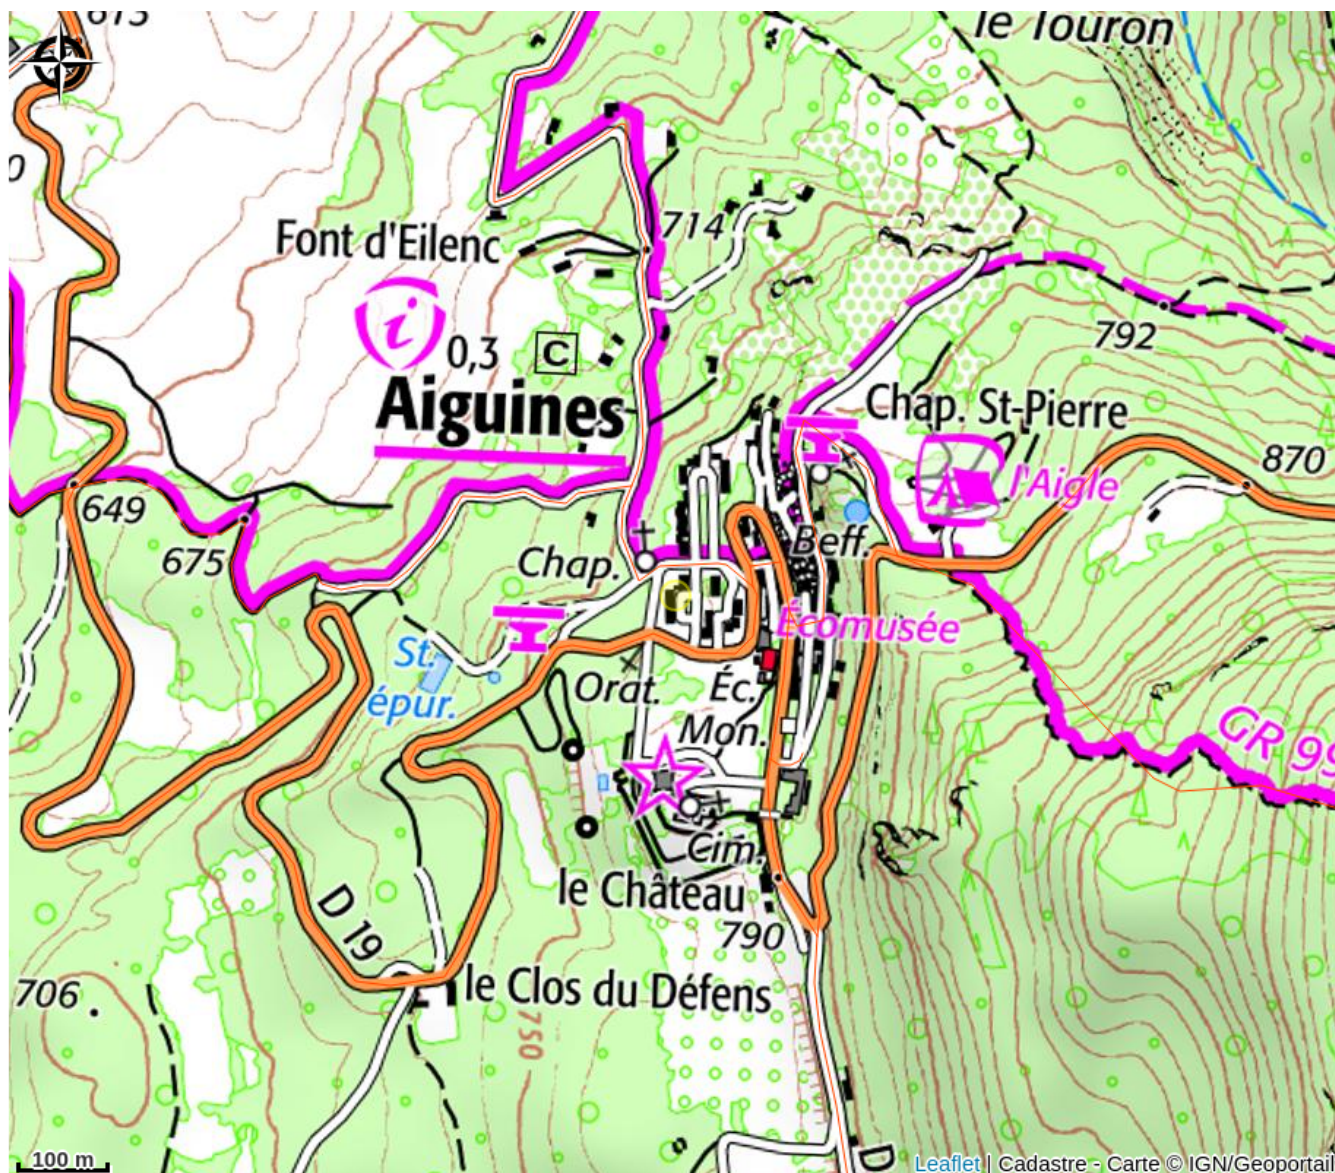 673
le Touron
Font d'Eilenc
714
i
0,3
C
792
Aiguines
Chap. St-Pierre
870
l'Aigle
649
675
Chap.
Beff.
Écomusée
St.
épur.
Orat.
Éc.
Mon.
GR 99
Cim.
le Château
790
D 19
706
le Clos du Défens
750
D
100 m
Leaflet | Cadastre - Carte © IGN/Geoportail